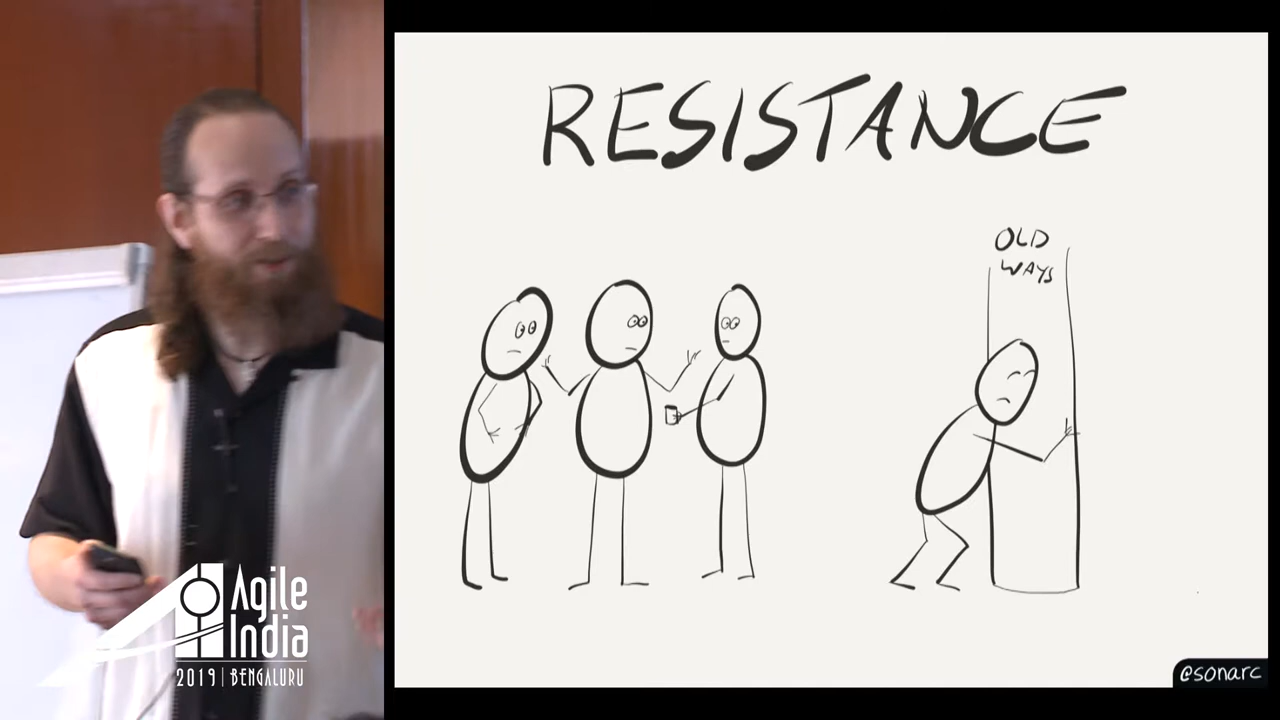 RESISTANCE
OLD
WAYS
Agile
India
2019 | BENGALURU
@sonarc